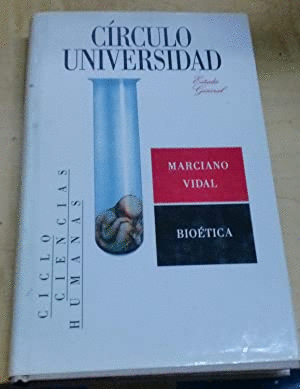 CÍRCULO
UNIVERSIDAD
Estudio
General
MARCIANO
VIDAL
BIOÉTICA
CICLO
CIENCIAS
HUMANAS